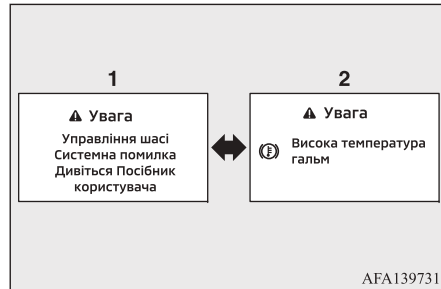 1
⚠ Увага
Управління шасі
Системна помилка
Дивіться Посібник
користувача
2
⚠ Увага
Висока температура
гальм
AFA139731